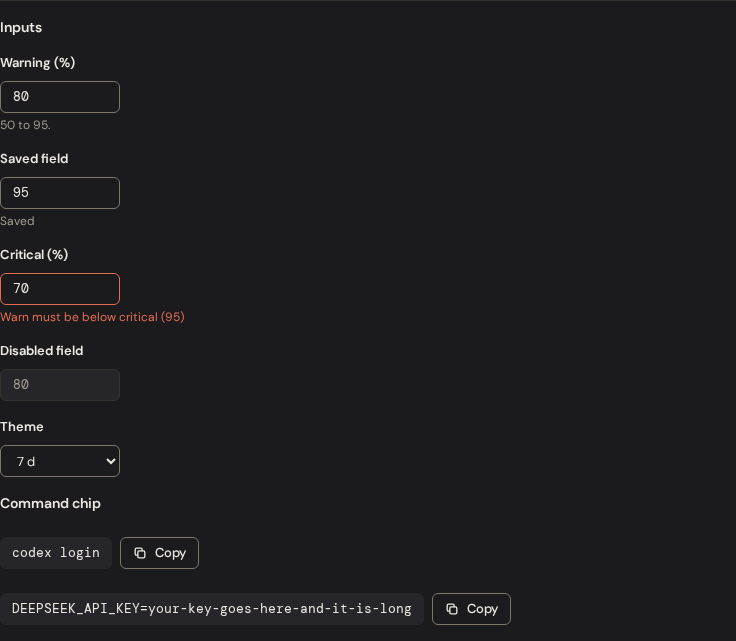 Inputs
Warning (%)
80
50 to 95.
Saved field
95
Saved
Critical (%)
70
Warn must be below critical (95)
Disabled field
80
Theme
7 d
Command chip
codex login Copy
DEEPSEEK_API_KEY=your-key-goes-here-and-it-is-long Copy